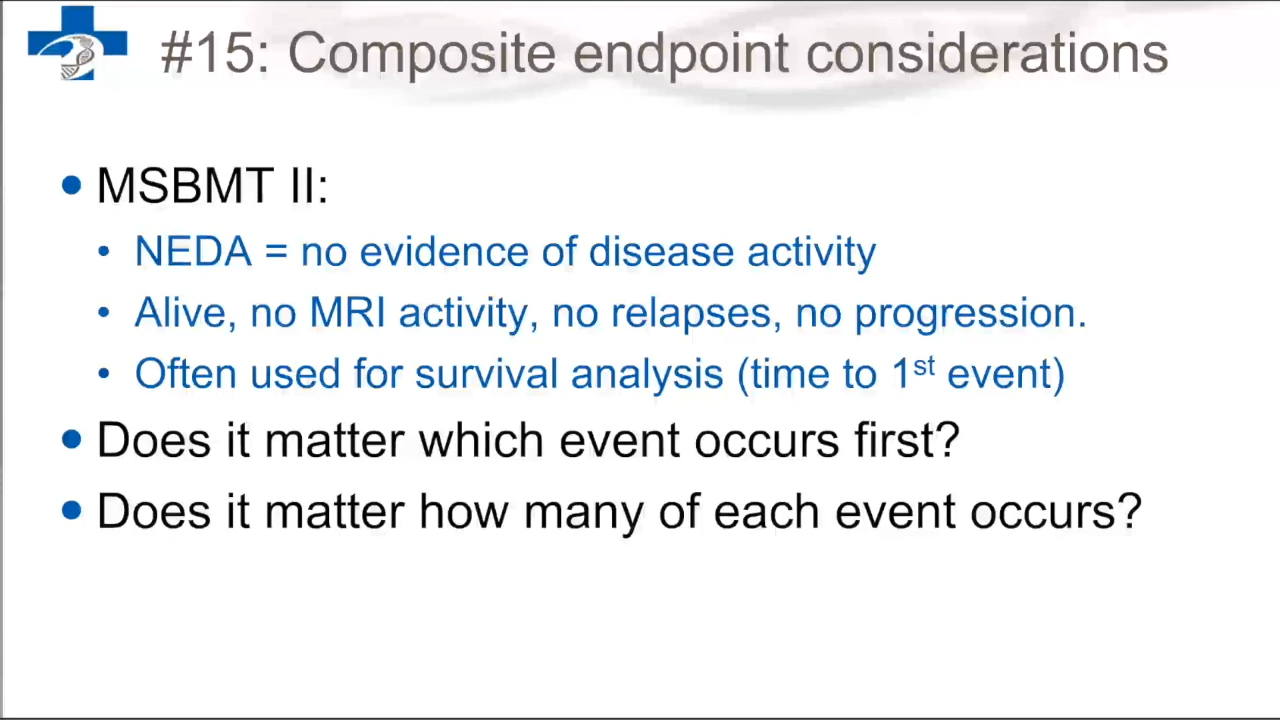 #15: Composite endpoint considerations
• MSBMT II:
• NEDA = no evidence of disease activity
• Alive, no MRI activity, no relapses, no progression.
• Often used for survival analysis (time to 1st event)
• Does it matter which event occurs first?
• Does it matter how many of each event occurs?